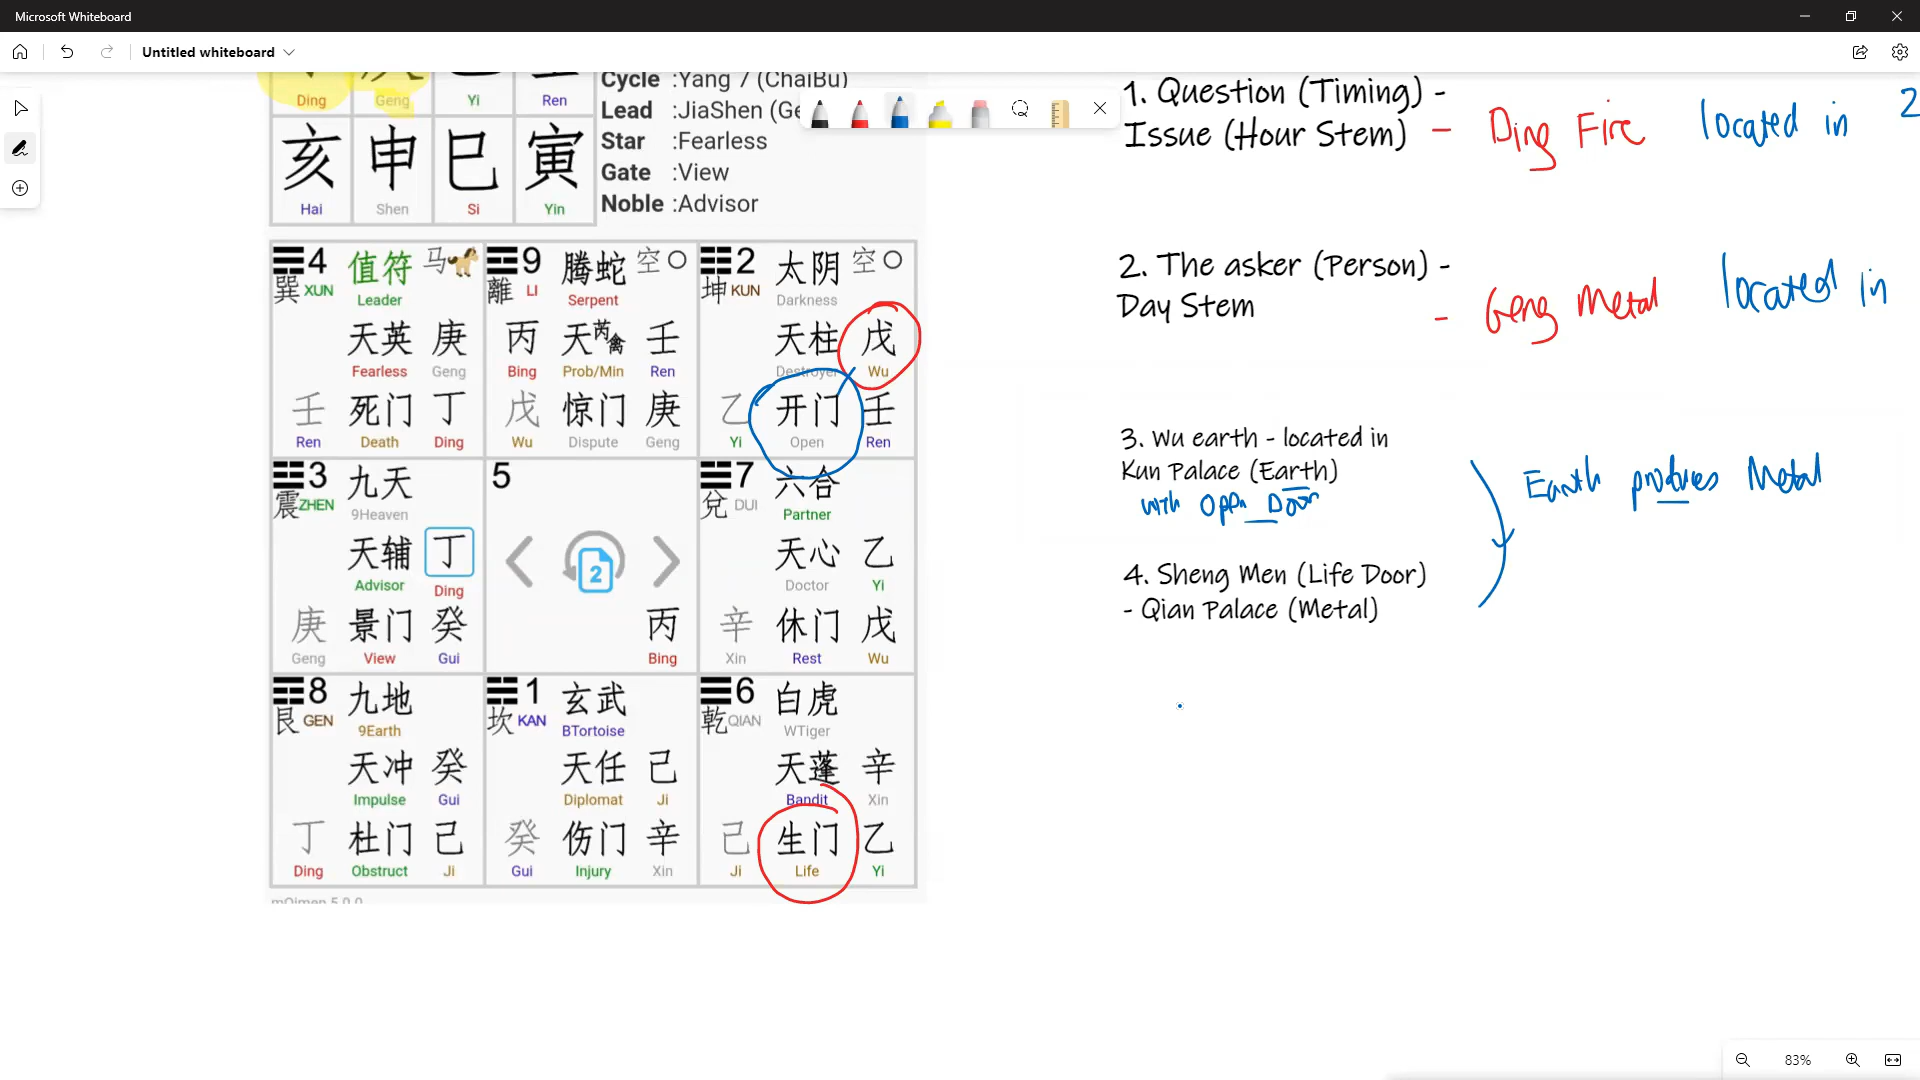 Microsoft Whiteboard
Untitled whiteboard
Ding Geng Yi Ren
Cycle :Yang 7 (ChaiBu)
Lead :JiaShen (Ge
Star :Fearless
Gate :View
Noble :Advisor
亥 申 巳 寅
Hai Shen Si Yin
4 值符 马
巽 XUN Leader
天英 庚
Fearless Geng
壬 死门 丁
Ren Death Ding
9 腾蛇 空
離 LI Serpent
丙 天芮禽 壬
Bing Prob/Min Ren
戊 惊门 庚
Wu Dispute Geng
2 太阴 空
坤 KUN Darkness
天柱 戊
Destroyer Wu
乙 开门 壬
Yi Open Ren
3 九天
震 ZHEN 9Heaven
天辅 丁
Advisor Ding
庚 景门 癸
Geng View Gui
5
2
丙
Bing
7 六合
兌 DUI Partner
天心 乙
Doctor Yi
辛 休门 戊
Xin Rest Wu
8 九地
艮 GEN 9Earth
天冲 癸
Impulse Gui
丁 杜门 己
Ding Obstruct Ji
1 玄武
坎 KAN BTortoise
天任 己
Diplomat Ji
癸 伤门 辛
Gui Injury Xin
6 白虎
乾 QIAN WTiger
天蓬 辛
Bandit Xin
己 生门 乙
Ji Life Yi
1. Question (Timing) -
Issue (Hour Stem) - Ding Fire located in 2
2. The asker (Person) -
Day Stem - Geng Metal located in
3. Wu earth - located in
Kun Palace (Earth)
with Open Door
Earth produces Metal
4. Sheng Men (Life Door)
- Qian Palace (Metal)
83%